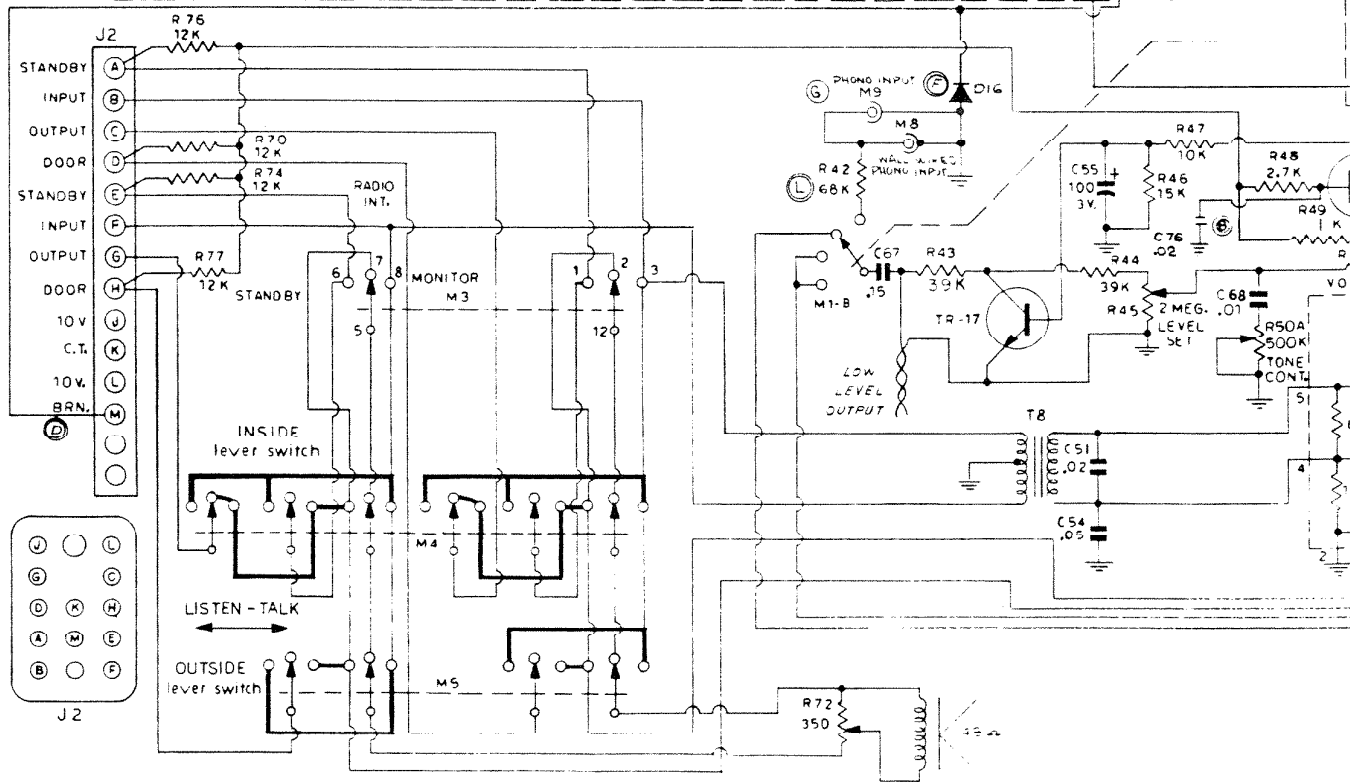 J2
R 76
12K
STANDBY A
INPUT B
OUTPUT C
DOOR D
STANDBY E
INPUT F
OUTPUT G
DOOR H
10 V J
C.T. K
10V. L
BRN. M
D
R70
12K
R74
12K
R77
12K
RADIO
INT.
STANDBY
6
7
8
5
MONITOR
M3
1
2
3
12
G
PHONO INPUT
M9
F
D16
M8
WALL WIRED
PHONO INPUT
L
R42
68K
M1-B
C67
.15
R43
39K
TR-17
LOW
LEVEL
OUTPUT
C55
100
3V.
+
R46
15K
R47
10K
R48
2.7K
R49
K
C76
.02
B
R44
39K
R45
2 MEG.
LEVEL
SET
C68
.01
R50A
500K
TONE
CONT.
R
VO
5
4
2
T8
C51
.02
C54
.05
INSIDE
lever switch
M4
LISTEN-TALK
OUTSIDE
lever switch
M5
R72
350
J L
G C
D K H
A M E
B F
J2